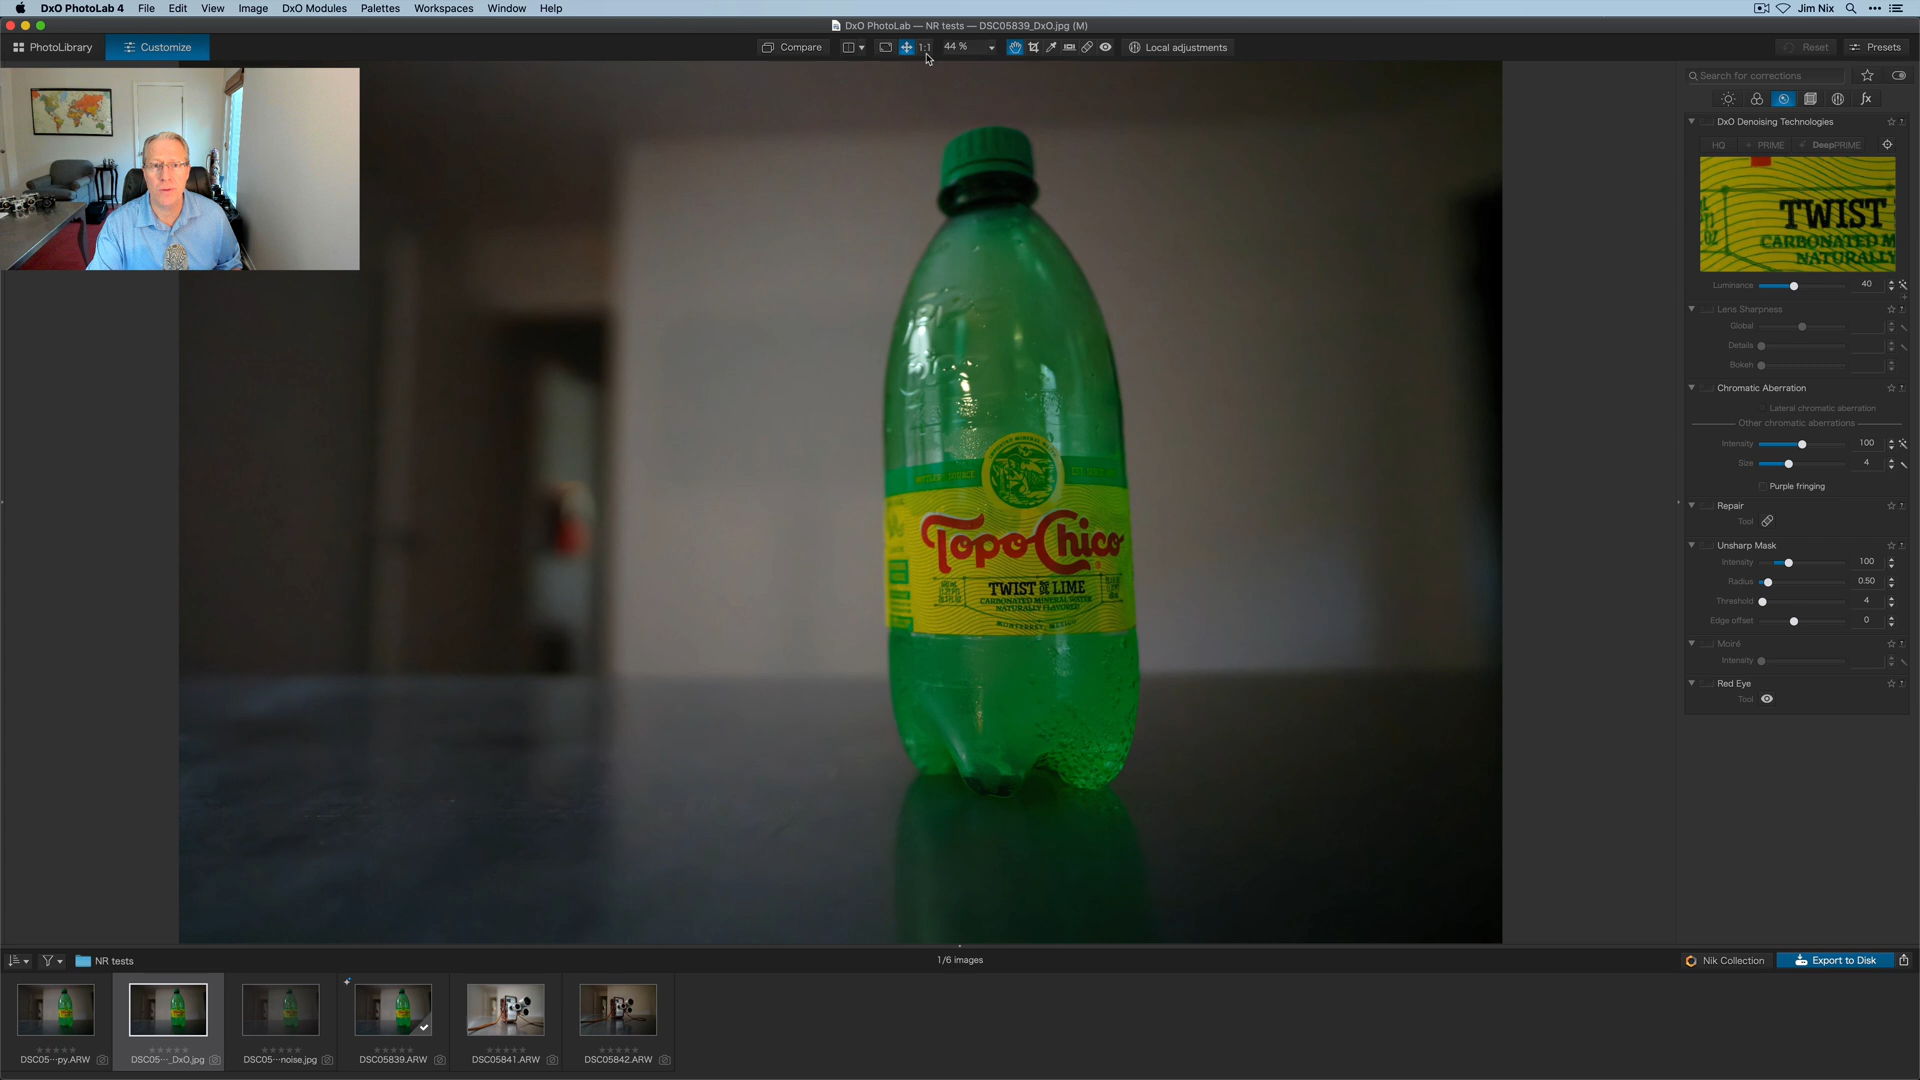 DxO PhotoLab 4 File Edit View Image DxO Modules Palettes Workspaces Window Help Jim Nix
DxO PhotoLab — NR tests — DSC05839_DxO.jpg (M)
PhotoLibrary Customize Compare 1:1 44 % Local adjustments Reset Presets
Search for corrections
fx
DxO Denoising Technologies
HQ PRIME DeepPRIME
TWIST
CARBONATED M
NATURALLY
Luminance 40
Lens Sharpness
Global
Details
Bokeh
Chromatic Aberration
Lateral chromatic aberration
Other chromatic aberrations
Intensity 100
Size 4
Purple fringing
Repair
Tool
Unsharp Mask
Intensity 100
Radius 0.50
Threshold 4
Edge offset 0
Moiré
Intensity
Red Eye
Tool
Topo Chico
TWIST OF LIME
CARBONATED MINERAL WATER
NATURALLY FLAVORED
MONTERREY, MEXICO
NR tests 1/6 images Nik Collection Export to Disk
DSC05···py.ARW DSC05···_DxO.jpg DSC05···noise.jpg DSC05839.ARW DSC05841.ARW DSC05842.ARW